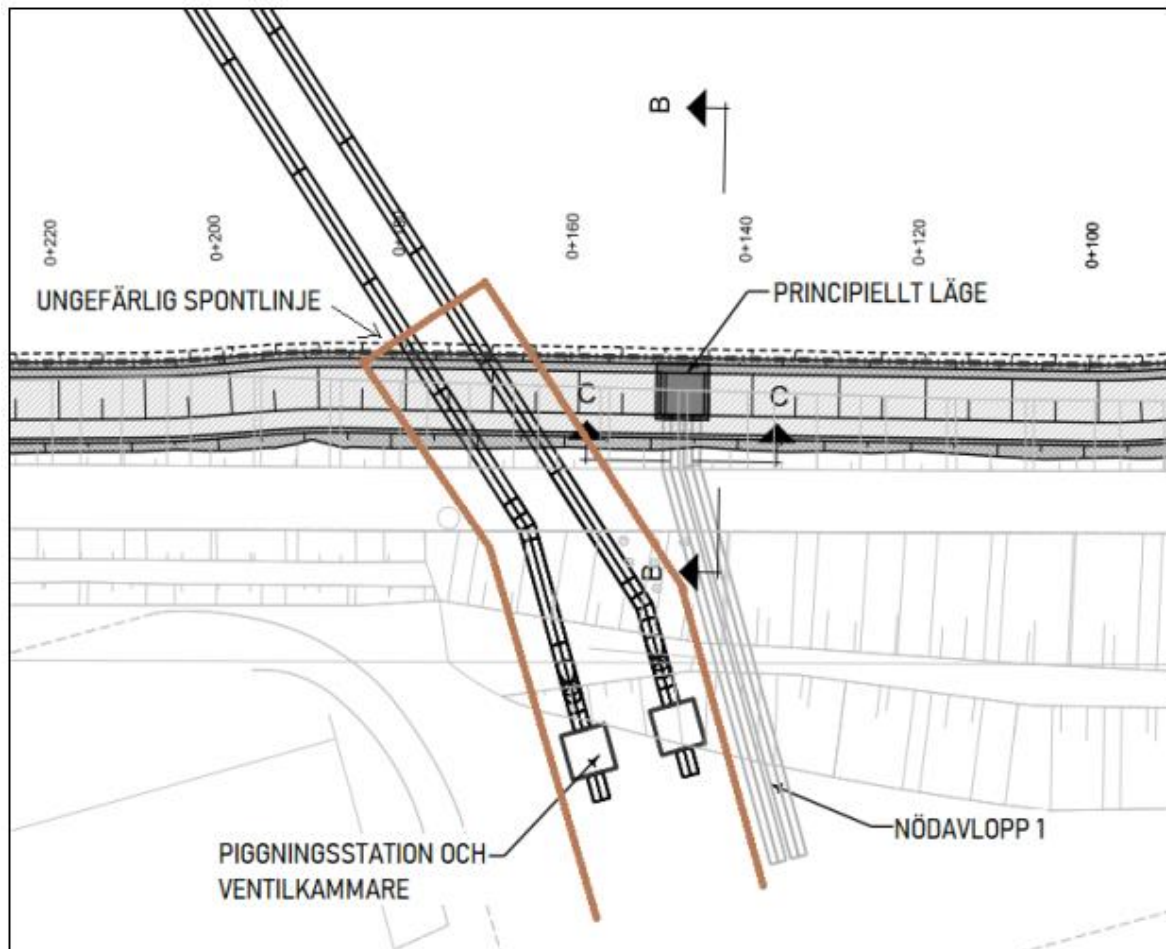 B
0+220
0+200
0+160
0+140
0+120
0+100
UNGEFÄRLIG SPONTLINJE
PRINCIPIELLT LÄGE
C
C
B
NÖDAVLOPP 1
PIGGNINGSSTATION OCH
VENTILKAMMARE